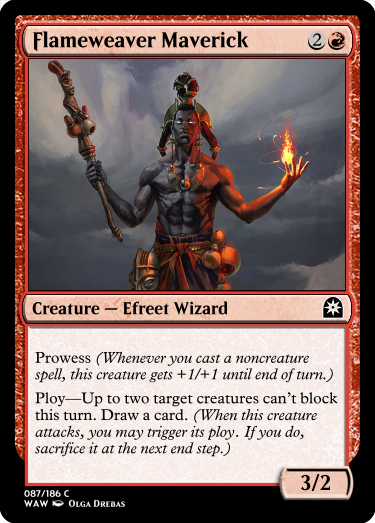 Flameweaver Maverick 2
Creature — Efreet Wizard
Prowess (Whenever you cast a noncreature
spell, this creature gets +1/+1 until end of turn.)
Ploy—Up to two target creatures can't block
this turn. Draw a card. (When this creature
attacks, you may trigger its ploy. If you do,
sacrifice it at the next end step.)
3/2
087/186 C
WAW Olga Drebas